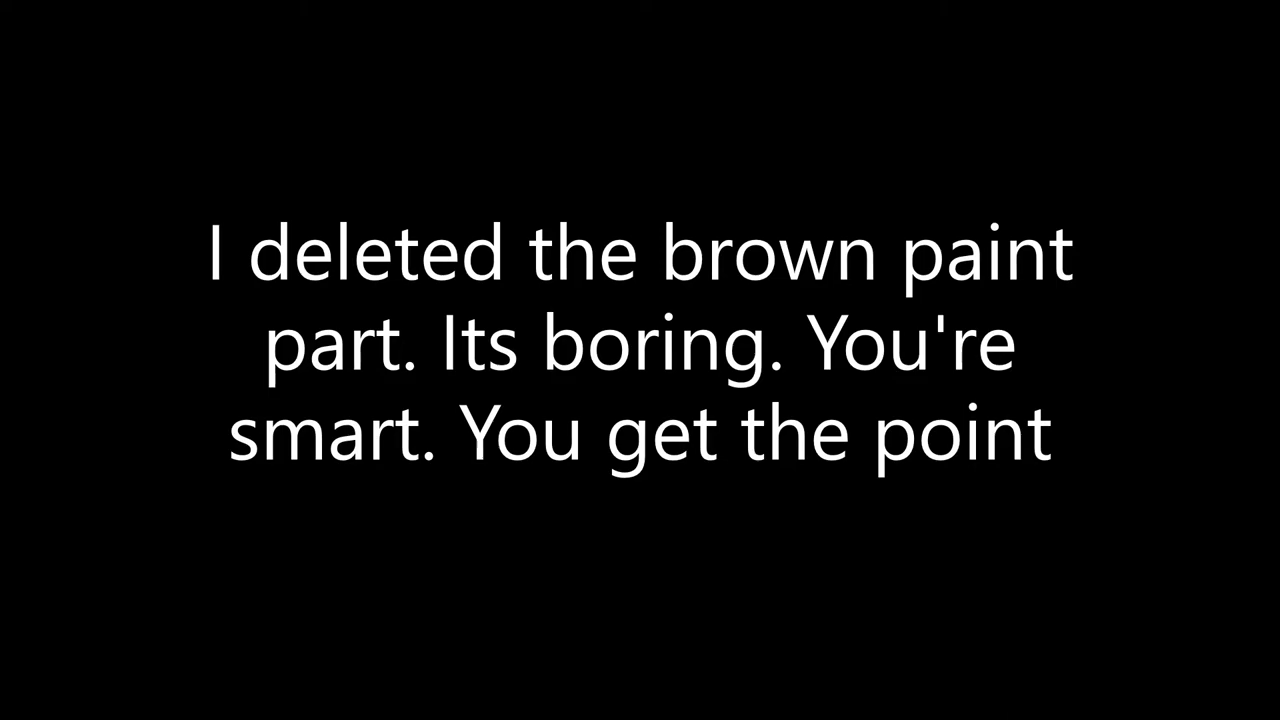 I deleted the brown paint
part. Its boring. You're
smart. You get the point